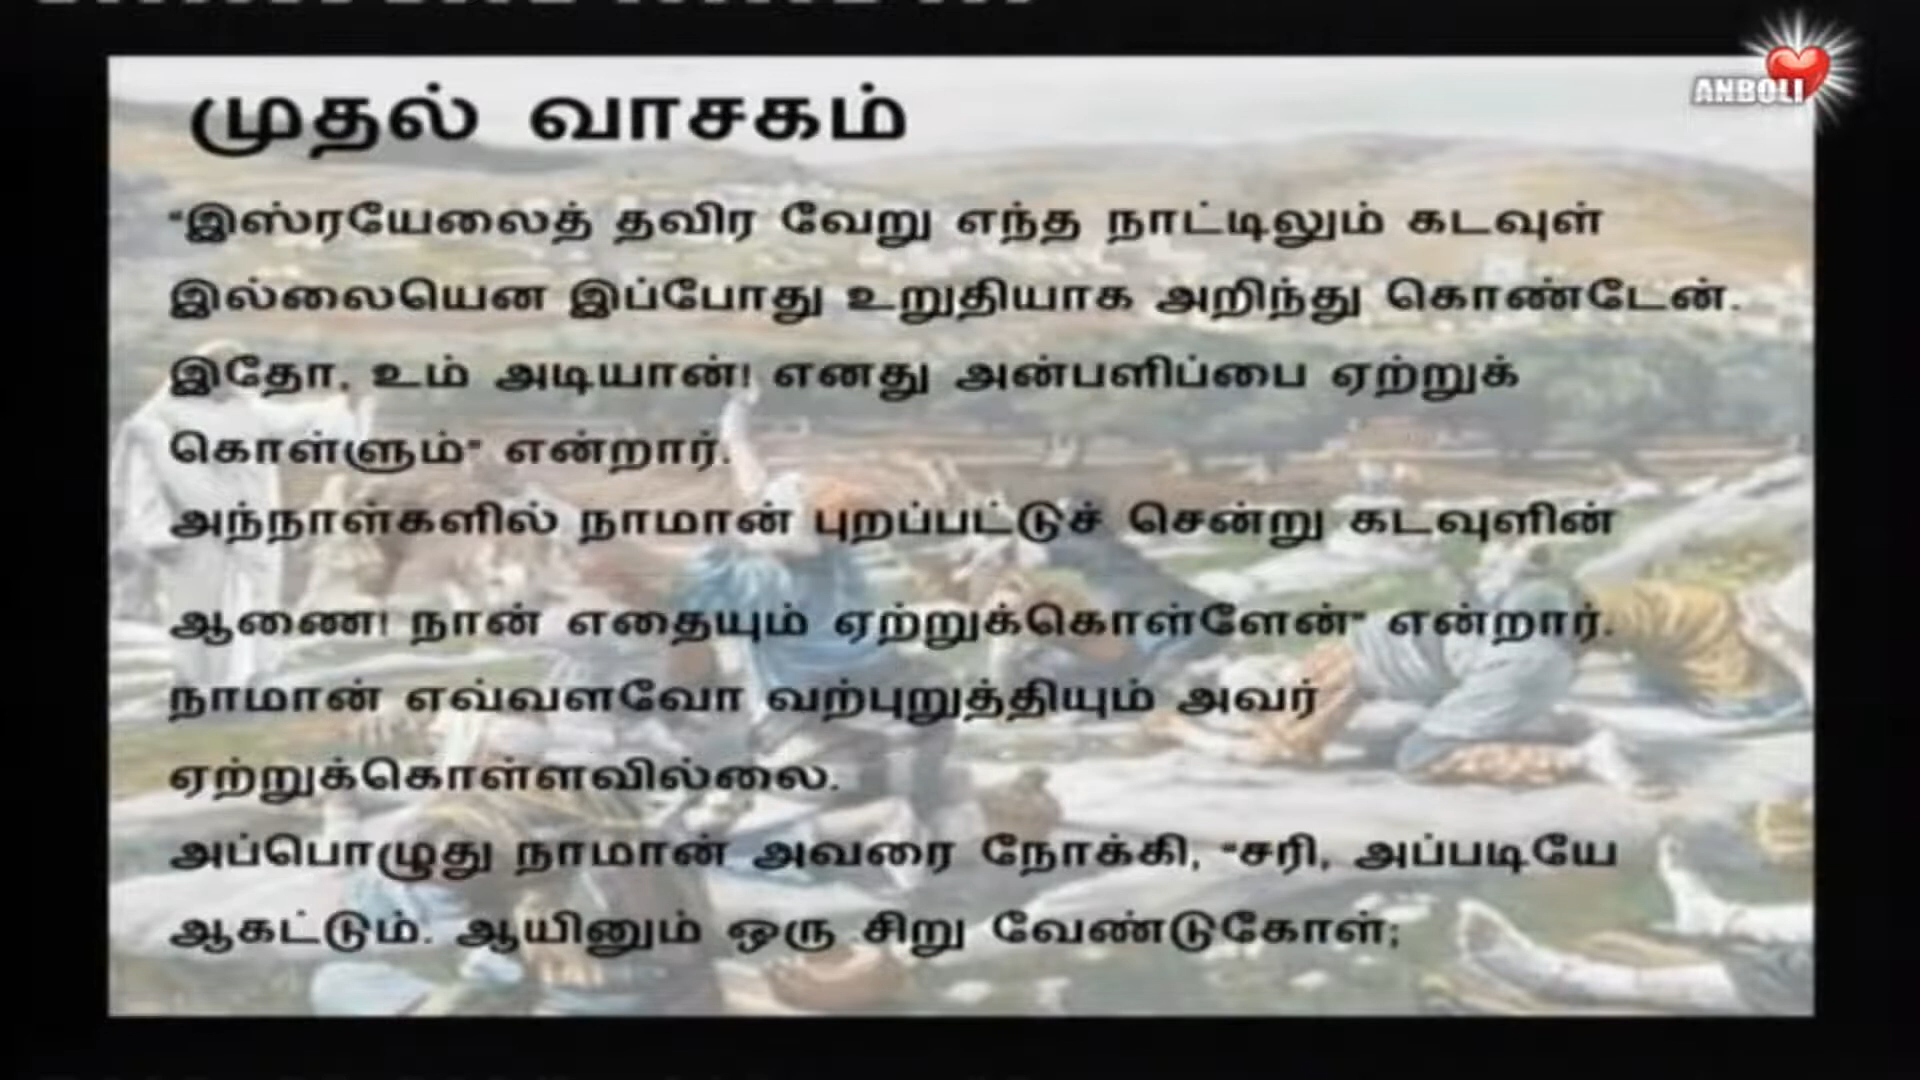 ANBOLI
முதல் வாசகம்
“இஸ்ரயேலைத் தவிர வேறு எந்த நாட்டிலும் கடவுள்
இல்லையென இப்போது உறுதியாக அறிந்து கொண்டேன்.
இதோ, உம் அடியான்! எனது அன்பளிப்பை ஏற்றுக்
கொள்ளும்” என்றார்.
அந்நாள்களில் நாமான் புறப்பட்டுச் சென்று கடவுளின்
ஆணை! நான் எதையும் ஏற்றுக்கொள்ளேன்” என்றார்.
நாமான் எவ்வளவோ வற்புறுத்தியும் அவர்
ஏற்றுக்கொள்ளவில்லை.
அப்பொழுது நாமான் அவரை நோக்கி, “சரி, அப்படியே
ஆகட்டும். ஆயினும் ஒரு சிறு வேண்டுகோள்;